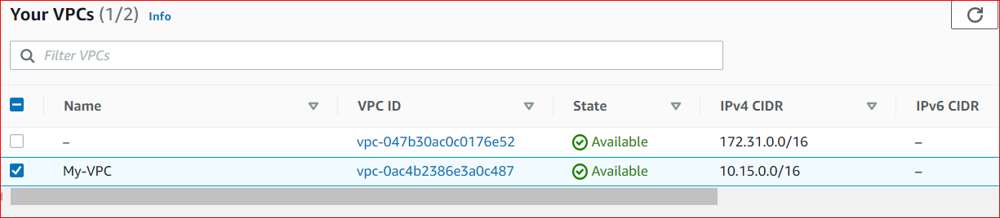 Your VPCs (1/2) Info
Filter VPCs
Name VPC ID State IPv4 CIDR IPv6 CIDR
– vpc-047b30ac0c0176e52 Available 172.31.0.0/16 –
My-VPC vpc-0ac4b2386e3a0c487 Available 10.15.0.0/16 –